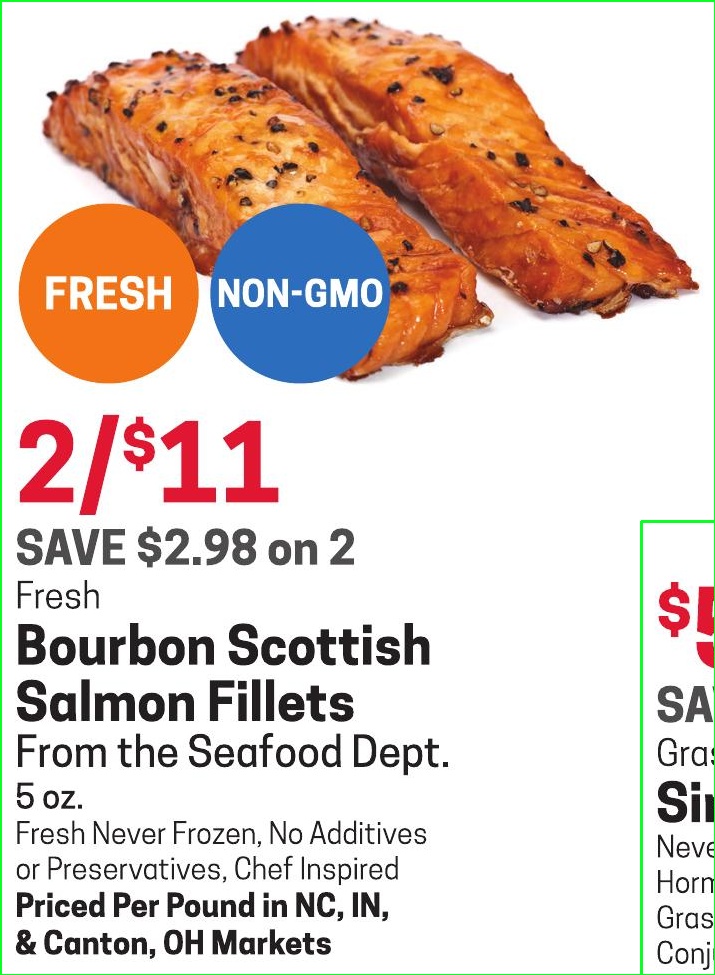 FRESH
NON-GMO
2/$11
SAVE $2.98 on 2
Fresh
Bourbon Scottish
Salmon Fillets
From the Seafood Dept.
5 oz.
Fresh Never Frozen, No Additives
or Preservatives, Chef Inspired
Priced Per Pound in NC, IN,
& Canton, OH Markets
$5